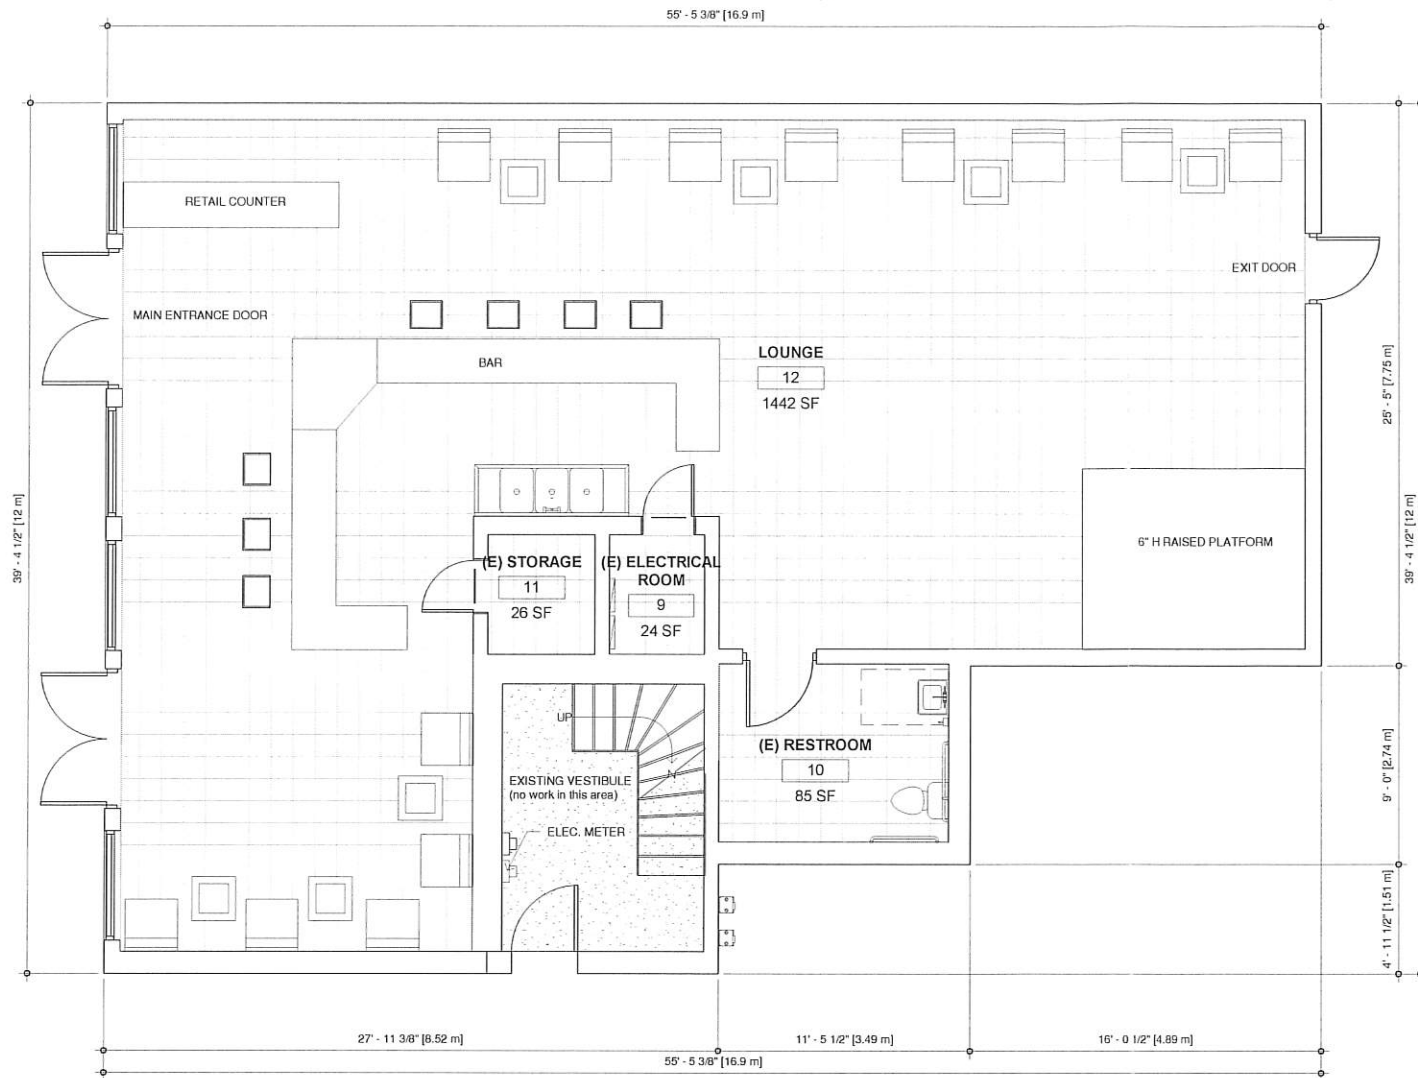 55' - 5 3/8" [16.9 m]
RETAIL COUNTER
EXIT DOOR
MAIN ENTRANCE DOOR
BAR
LOUNGE
12
1442 SF
25' - 5" [7.75 m]
39' - 4 1/2" [12 m]
39' - 4 1/2" [12 m]
6" H RAISED PLATFORM
(E) STORAGE
11
26 SF
(E) ELECTRICAL
ROOM
9
24 SF
UP
(E) RESTROOM
10
85 SF
9' - 0" [2.74 m]
EXISTING VESTIBULE
(no work in this area)
ELEC. METER
4' - 11 1/2" [1.51 m]
27' - 11 3/8" [8.52 m]
11' - 5 1/2" [3.49 m]
16' - 0 1/2" [4.89 m]
55' - 5 3/8" [16.9 m]